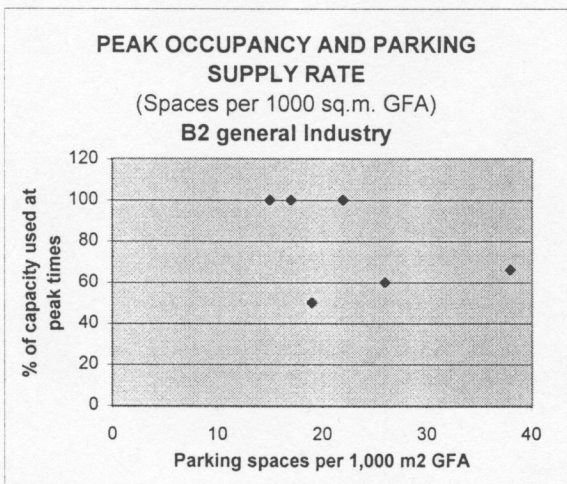 PEAK OCCUPANCY AND PARKING
SUPPLY RATE
(Spaces per 1000 sq.m. GFA)
B2 general Industry
% of capacity used at
peak times
120
100
80
60
40
20
0
0 10 20 30 40
Parking spaces per 1,000 m2 GFA